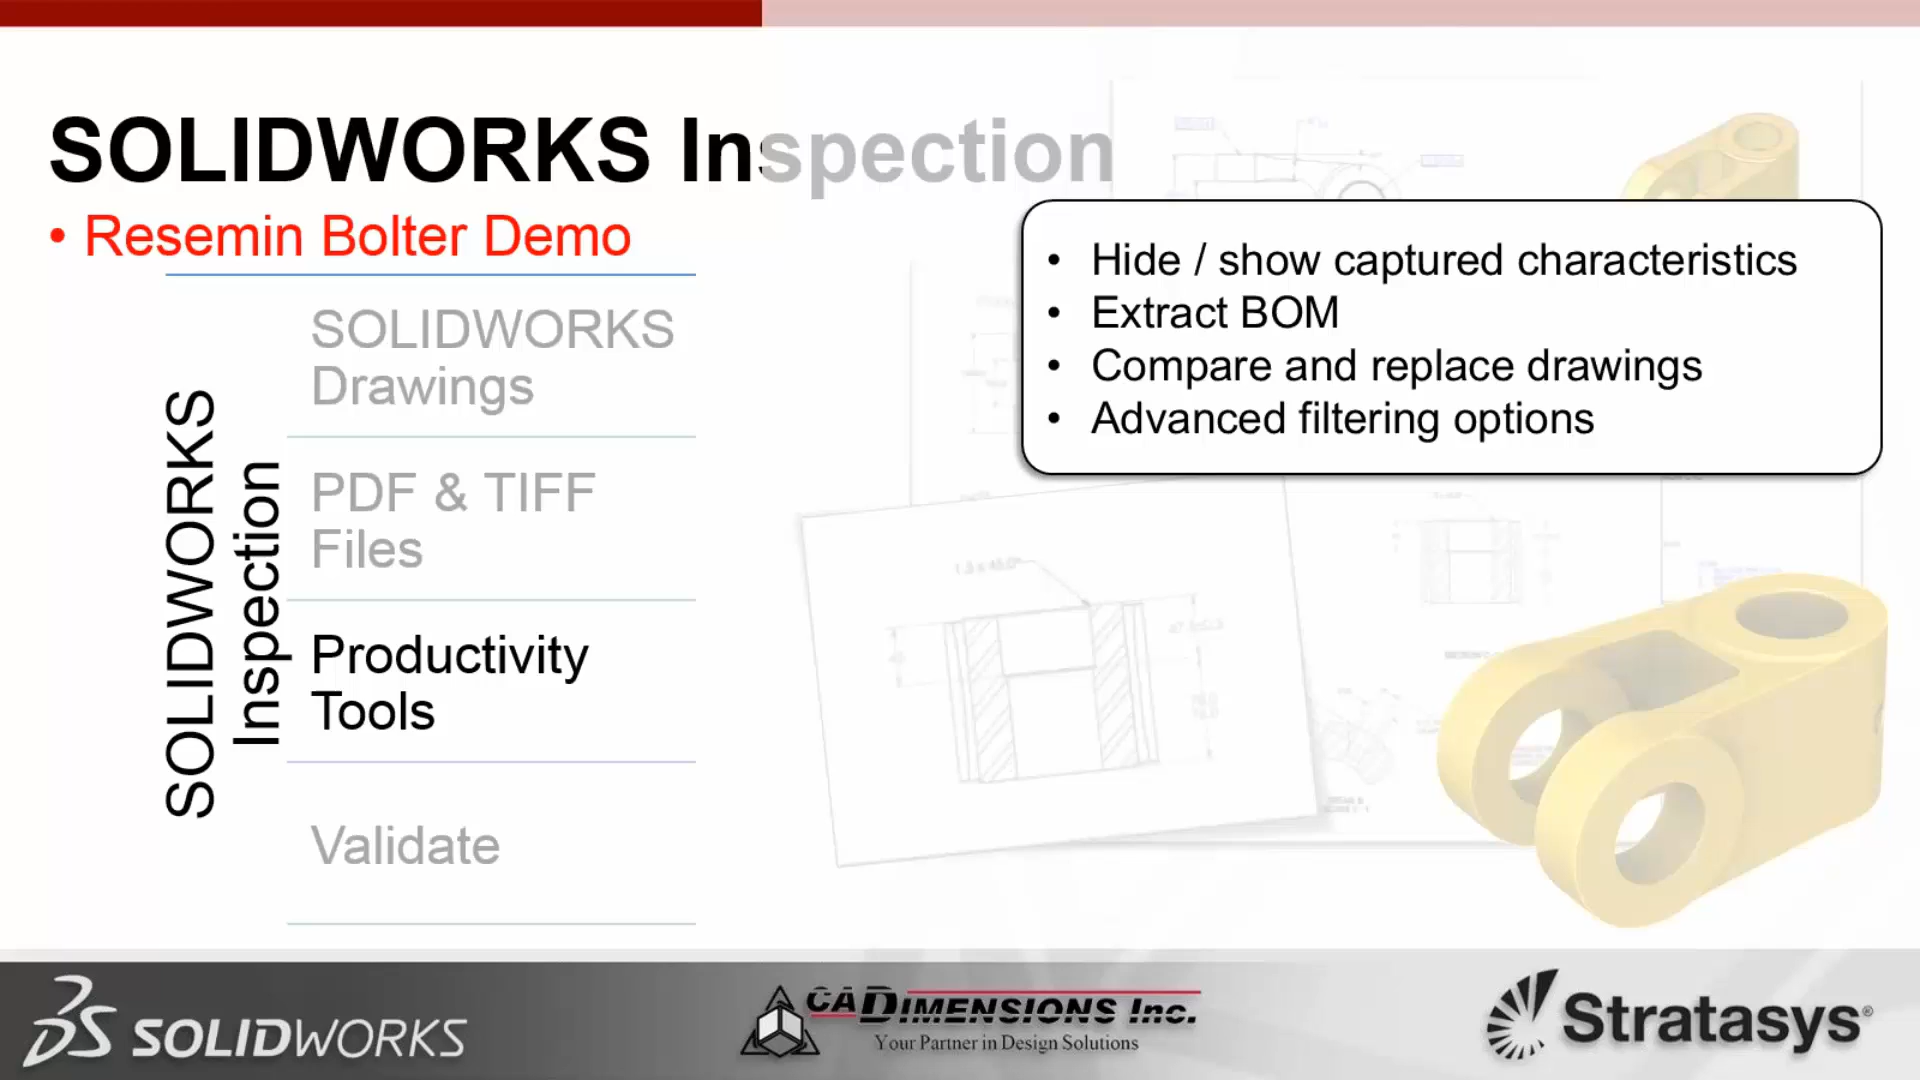 SOLIDWORKS Inspection
• Resemin Bolter Demo
SOLIDWORKS
Inspection
SOLIDWORKS
Drawings
PDF & TIFF
Files
Productivity
Tools
Validate
• Hide / show captured characteristics
• Extract BOM
• Compare and replace drawings
• Advanced filtering options
SOLIDWORKS
CADIMENSIONS Inc.
Your Partner in Design Solutions
Stratasys®